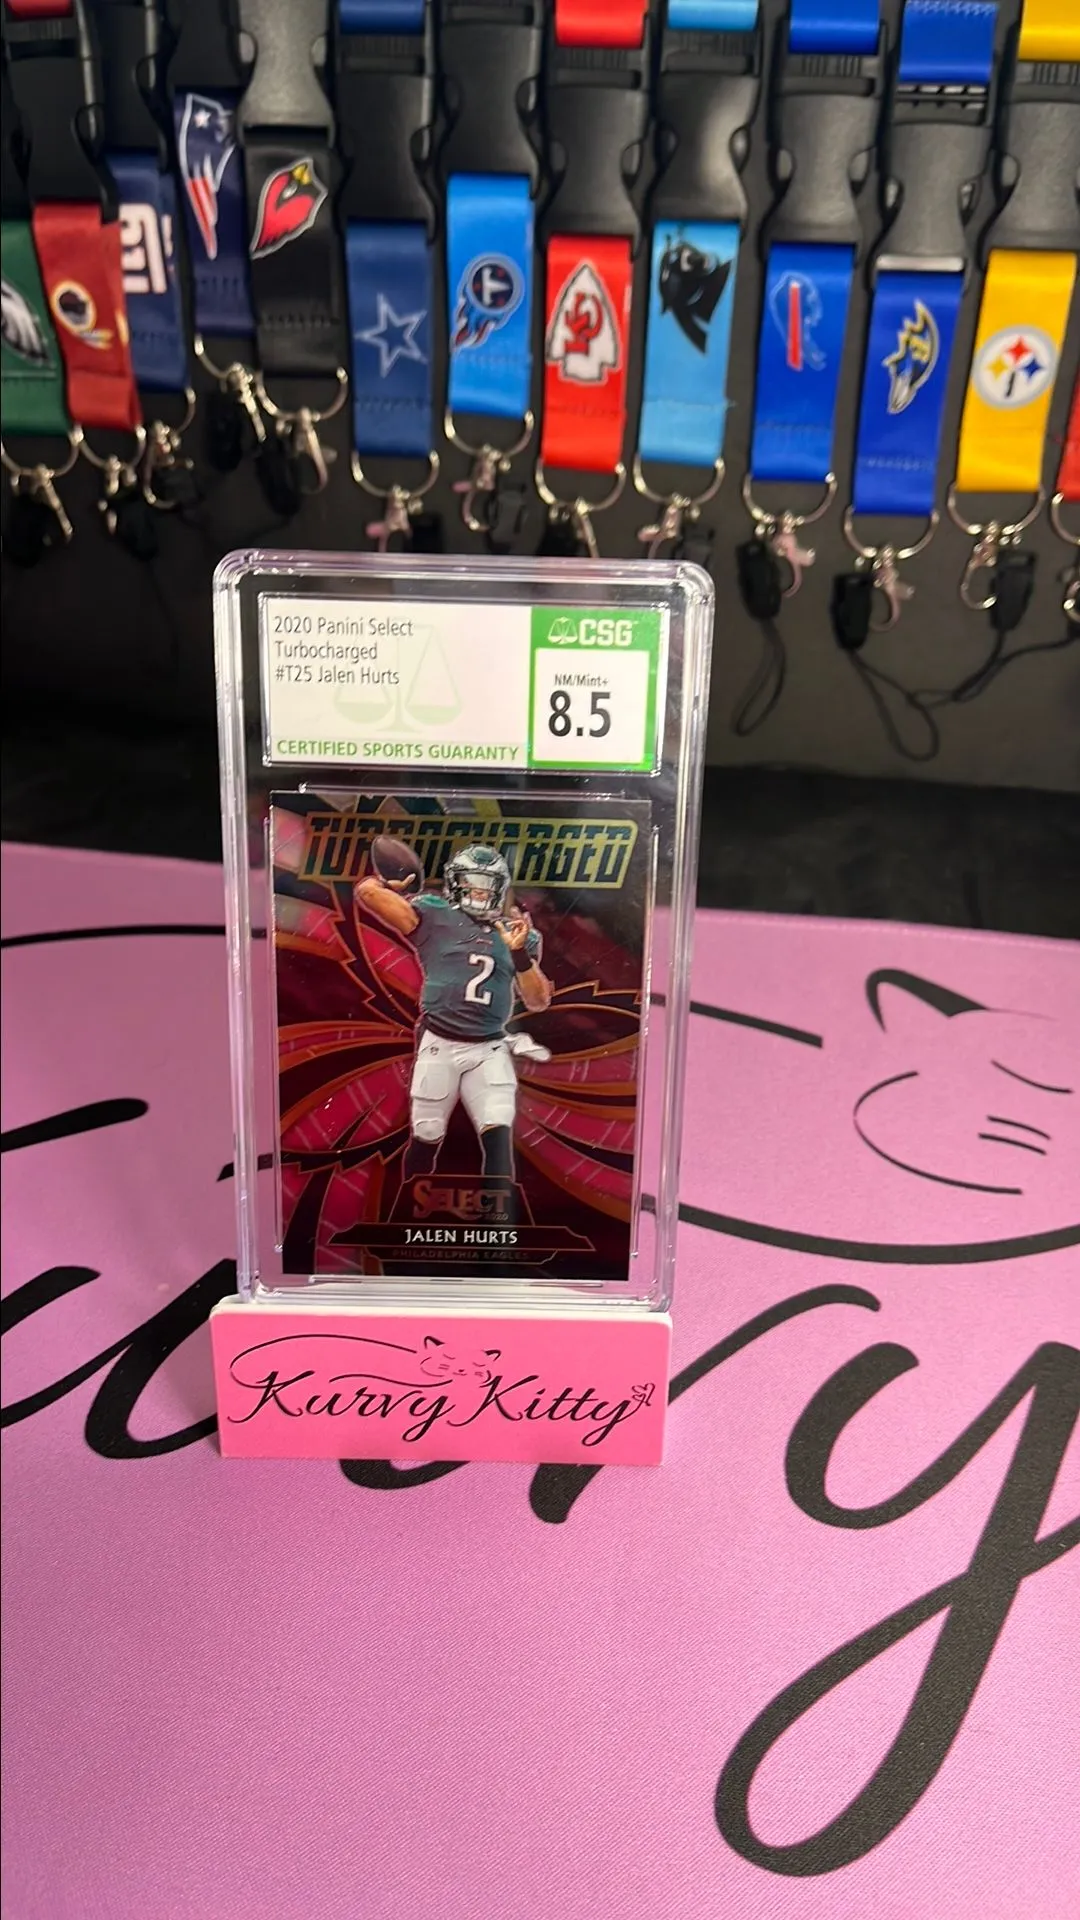 2020 Panini Select
Turbocharged
#T25 Jalen Hurts
CERTIFIED SPORTS GUARANTY
CSG
NM/Mint+
8.5
TURBOCHARGED
2
SELECT
2020
JALEN HURTS
PHILADELPHIA EAGLES
Kurvy Kitty